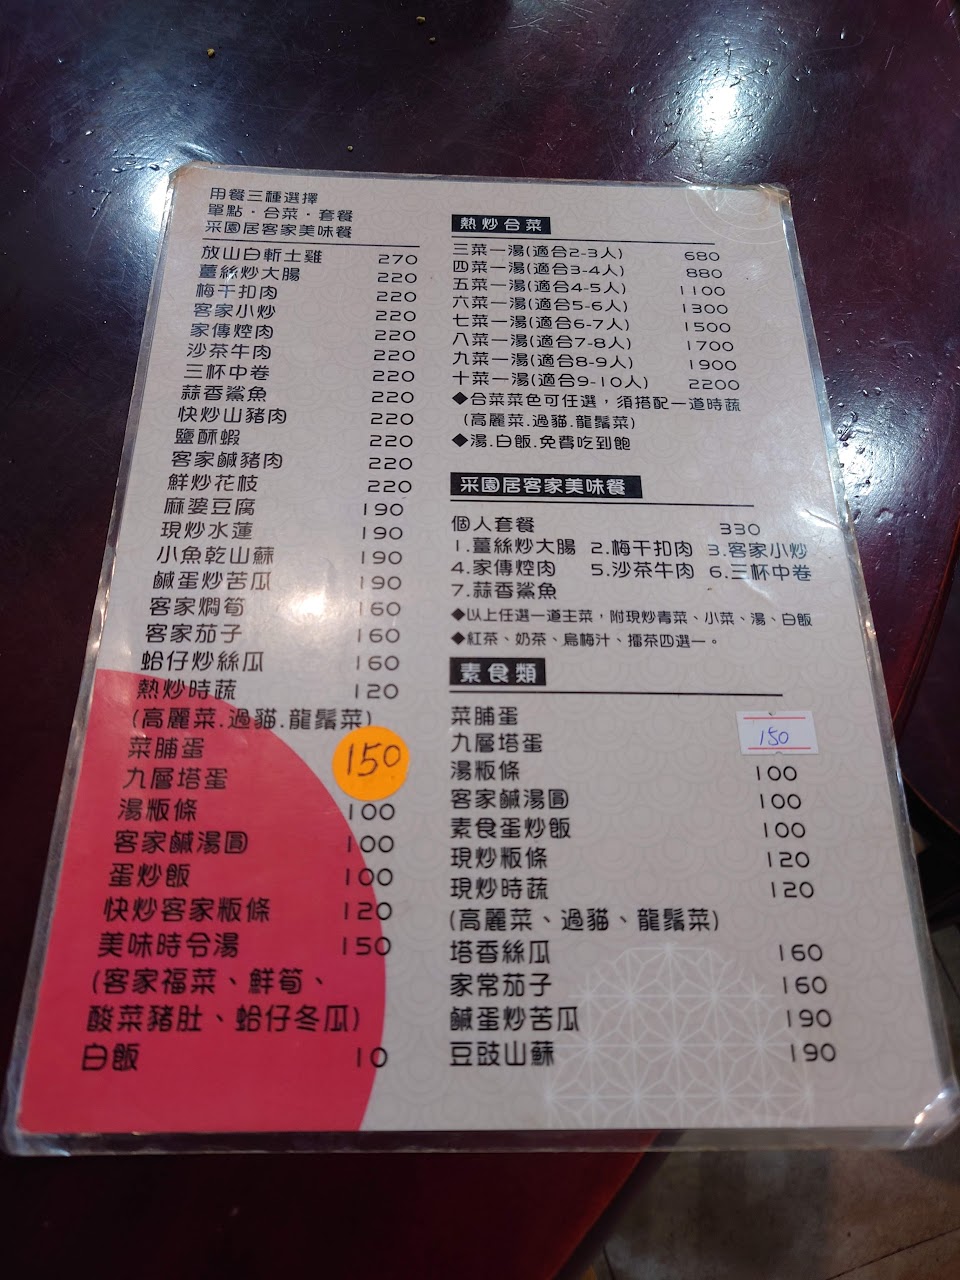 用餐三種選擇
單點·合菜·套餐
采園居客家美味餐
放山白斬土雞 270
薑絲炒大腸 220
梅干扣肉 220
客家小炒 220
家傳焢肉 220
沙茶牛肉 220
三杯中卷 220
蒜香鯊魚 220
快炒山豬肉 220
鹽酥蝦 220
客家鹹豬肉 220
鮮炒花枝 220
麻婆豆腐 190
現炒水蓮 190
小魚乾山蘇 190
鹹蛋炒苦瓜 190
客家燜筍 160
客家茄子 160
蛤仔炒絲瓜 160
熱炒時蔬 120
(高麗菜.過貓.龍鬚菜)
菜脯蛋
150
九層塔蛋
湯粄條 100
客家鹹湯圓 100
蛋炒飯 100
快炒客家粄條 120
美味時令湯 150
(客家福菜、鮮筍、
酸菜豬肚、蛤仔冬瓜)
白飯 10
熱炒合菜
三菜一湯(適合2-3人) 680
四菜一湯(適合3-4人) 880
五菜一湯(適合4-5人) 1100
六菜一湯(適合5-6人) 1300
七菜一湯(適合6-7人) 1500
八菜一湯(適合7-8人) 1700
九菜一湯(適合8-9人) 1900
十菜一湯(適合9-10人) 2200
◆合菜菜色可任選，須搭配一道時蔬
(高麗菜.過貓.龍鬚菜)
◆湯.白飯.免費吃到飽
采園居客家美味餐
個人套餐 330
1.薑絲炒大腸 2.梅干扣肉 3.客家小炒
4.家傳焢肉 5.沙茶牛肉 6.三杯中卷
7.蒜香鯊魚
◆以上任選一道主菜，附現炒青菜、小菜、湯、白飯
◆紅茶、奶茶、烏梅汁、擂茶四選一。
素食類
菜脯蛋
150
九層塔蛋
湯粄條 100
客家鹹湯圓 100
素食蛋炒飯 100
現炒粄條 120
現炒時蔬 120
(高麗菜、過貓、龍鬚菜)
塔香絲瓜 160
家常茄子 160
鹹蛋炒苦瓜 190
豆豉山蘇 190